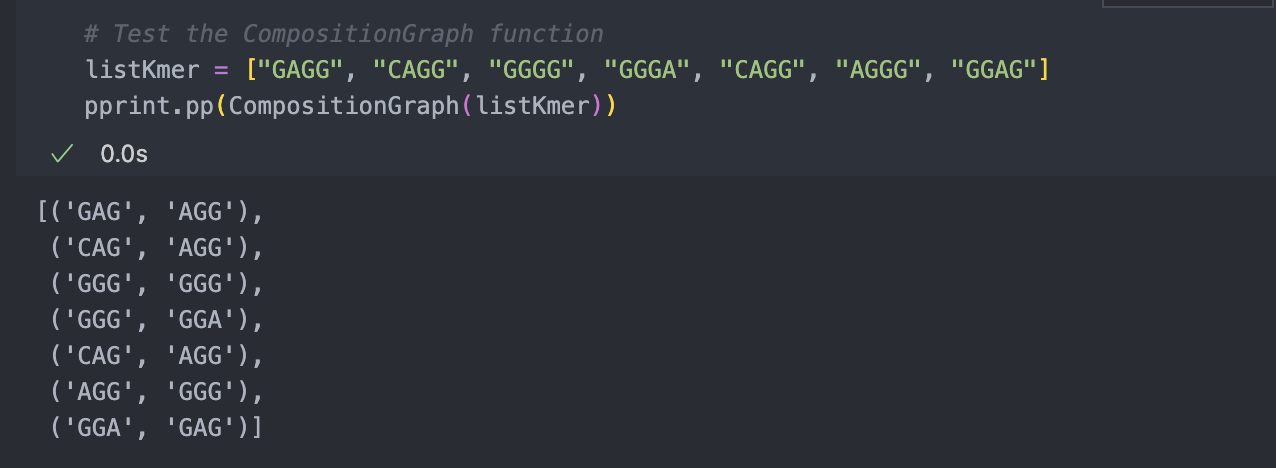 # Test the CompositionGraph function
listKmer = ["GAGG", "CAGG", "GGGG", "GGGA", "CAGG", "AGGG", "GGAG"]
pprint.pp(CompositionGraph(listKmer))
0.0s
[('GAG', 'AGG'),
 ('CAG', 'AGG'),
 ('GGG', 'GGG'),
 ('GGG', 'GGA'),
 ('CAG', 'AGG'),
 ('AGG', 'GGG'),
 ('GGA', 'GAG')]